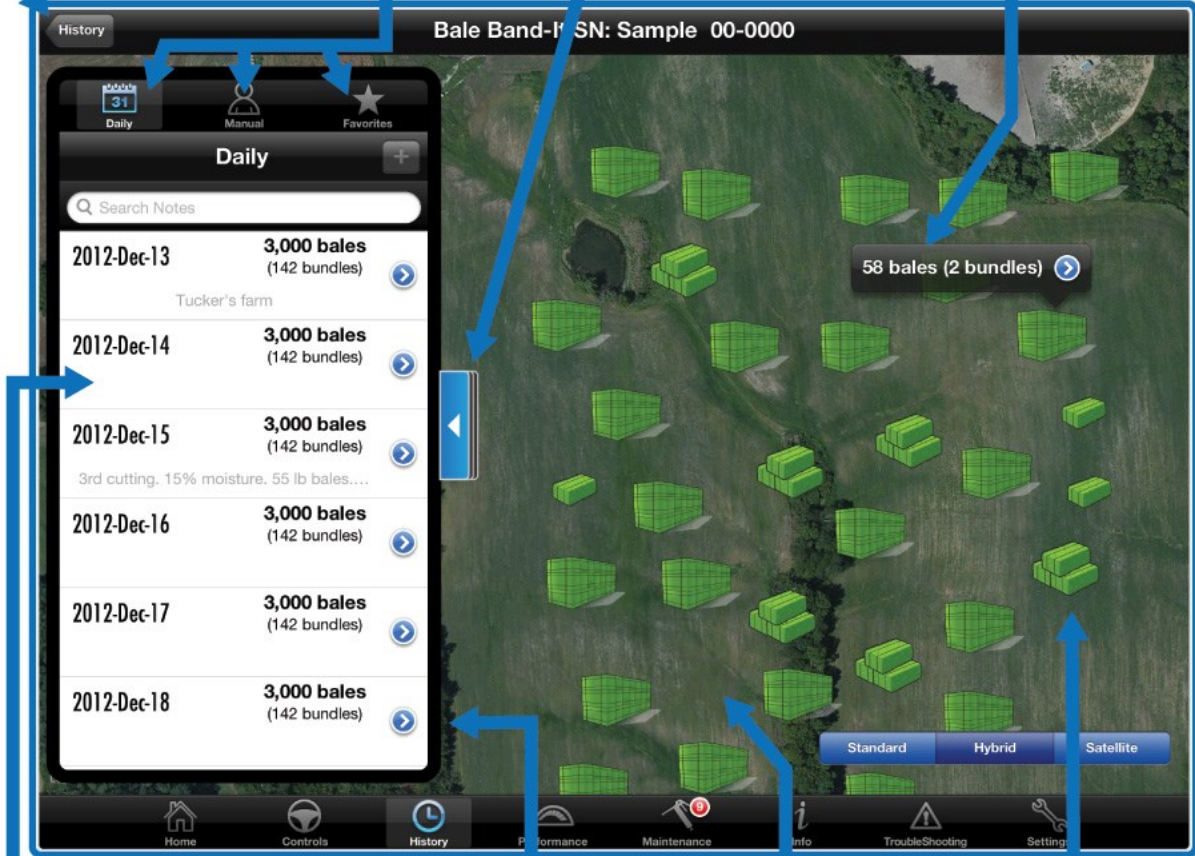 History
Bale Band-It SN: Sample 00-0000
31
Daily
Manual
Favorites
Daily
+
Search Notes
2012-Dec-13
3,000 bales
(142 bundles)
Tucker's farm
2012-Dec-14
3,000 bales
(142 bundles)
2012-Dec-15
3,000 bales
(142 bundles)
3rd cutting. 15% moisture. 55 lb bales....
2012-Dec-16
3,000 bales
(142 bundles)
2012-Dec-17
3,000 bales
(142 bundles)
2012-Dec-18
3,000 bales
(142 bundles)
58 bales (2 bundles)
Standard
Hybrid
Satellite
Home
Controls
History
Performance
9
Maintenance
Info
TroubleShooting
Settings